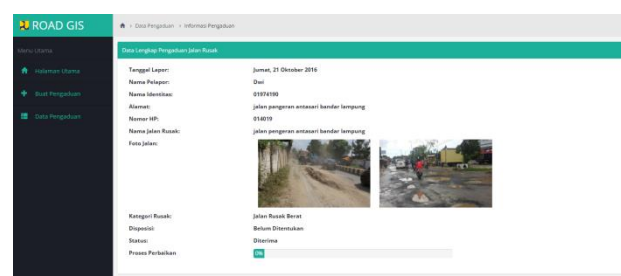 ROAD GIS
Data Pengaduan > Informasi Pengaduan
Menu Utama
Halaman Utama
Buat Pengaduan
Data Pengaduan
Data Lengkap Pengaduan Jalan Rusak
Tanggal Lapor: Jumat, 21 Oktober 2016
Nama Pelapor: Dwi
Nama Identitas: 01974190
Alamat: jalan pangeran antasari bandar lampung
Nomor HP: 014019
Nama Jalan Rusak: jalan pengeran antasari bandar lampung
Foto Jalan:
Kategori Rusak: Jalan Rusak Berat
Disposisi: Belum Ditentukan
Status: Diterima
Proses Perbaikan 0%